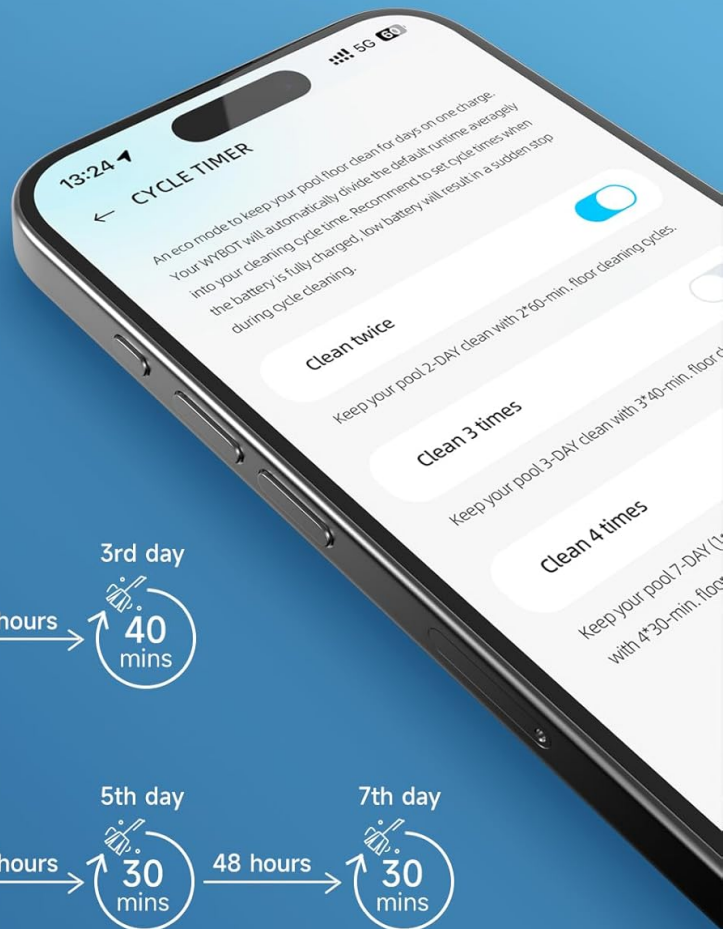 13:24
5G 60
CYCLE TIMER
An eco mode to keep your pool floor clean for days on one charge.
Your WYBOT will automatically divide the default runtime averagely
into your cleaning cycle time. Recommend to set cycle times when
the battery is fully charged, low battery will result in a sudden stop
during cycle cleaning.
Clean twice
Keep your pool 2-DAY clean with 2*60-min. floor cleaning cycles.
Clean 3 times
Keep your pool 3-DAY clean with 3*40-min. floor
Clean 4 times
Keep your pool 7-DAY
with 4*30-min. floor
3rd day
hours
40
mins
5th day
7th day
hours
30
mins
48 hours
30
mins